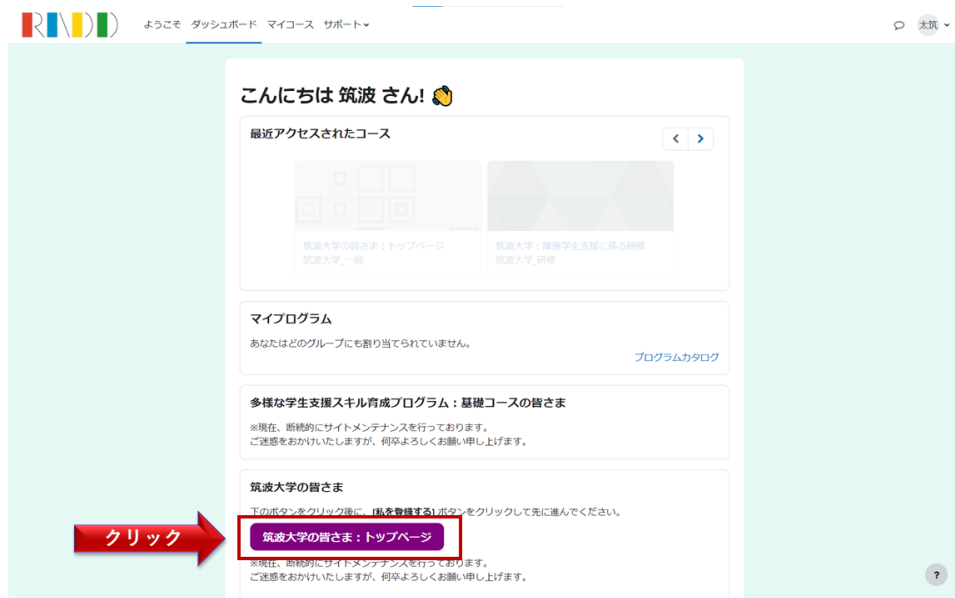 RADD
ようこそ ダッシュボード マイコース サポート
太筑
こんにちは 筑波 さん!
最近アクセスされたコース
筑波大学の皆さま:トップページ
筑波大学_一般
筑波大学:障害学生支援に係る研修
筑波大学_研修
マイプログラム
あなたはどのグループにも割り当てられていません。
プログラムカタログ
多様な学生支援スキル育成プログラム:基礎コースの皆さま
※現在、断続的にサイトメンテナンスを行っております。
ご迷惑をおかけいたしますが、何卒よろしくお願い申し上げます。
筑波大学の皆さま
下のボタンをクリック後に、[私を登録する] ボタンをクリックして先に進んでください。
クリック
筑波大学の皆さま:トップページ
※現在、断続的にサイトメンテナンスを行っております。
ご迷惑をおかけいたしますが、何卒よろしくお願い申し上げます。
?